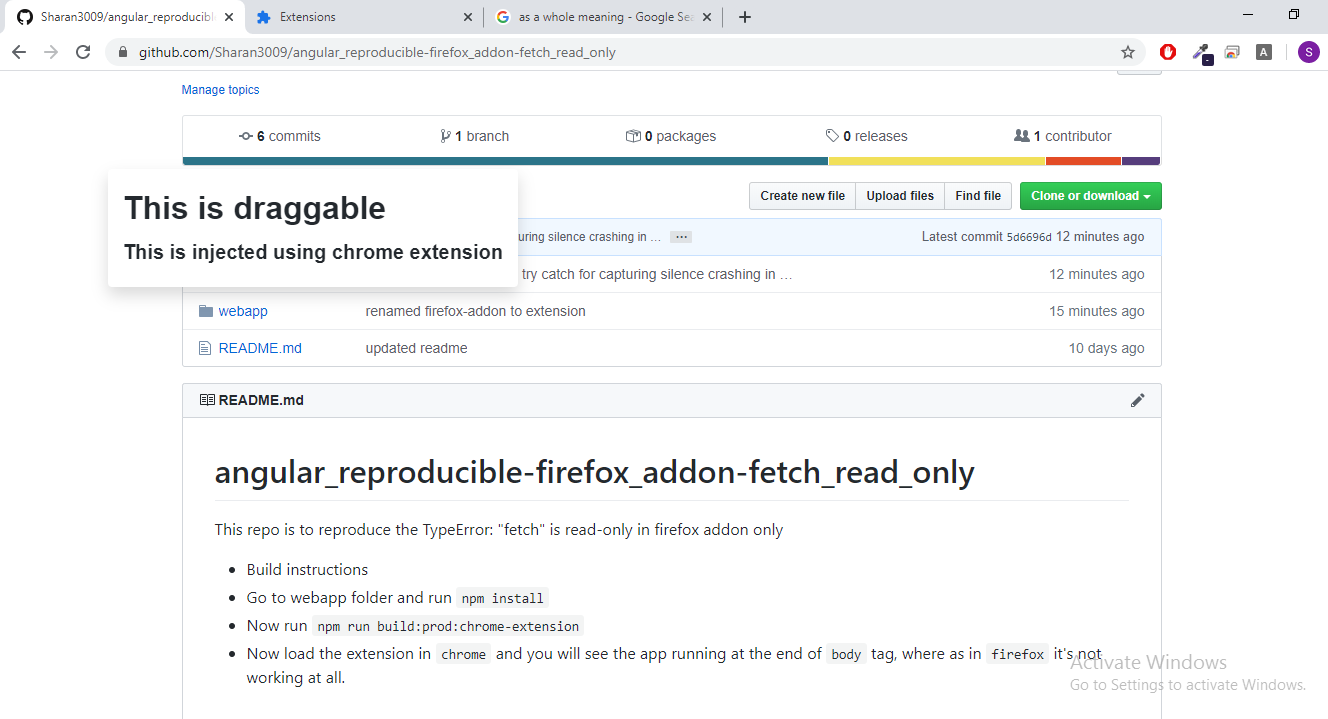 Sharan3009/angular_reproducibl
Extensions
as a whole meaning - Google Sea
github.com/Sharan3009/angular_reproducible-firefox_addon-fetch_read_only
A
S
Manage topics
6 commits
1 branch
0 packages
0 releases
1 contributor
Create new file
Upload files
Find file
Clone or download
This is draggable
This is injected using chrome extension
uring silence crashing in …
Latest commit 5d6696d 12 minutes ago
try catch for capturing silence crashing in …
12 minutes ago
webapp
renamed firefox-addon to extension
15 minutes ago
README.md
updated readme
10 days ago
README.md
angular_reproducible-firefox_addon-fetch_read_only
This repo is to reproduce the TypeError: "fetch" is read-only in firefox addon only
Build instructions
Go to webapp folder and run npm install
Now run npm run build:prod:chrome-extension
Now load the extension in chrome and you will see the app running at the end of body tag, where as in firefox it's not
working at all.
Activate Windows
Go to Settings to activate Windows.